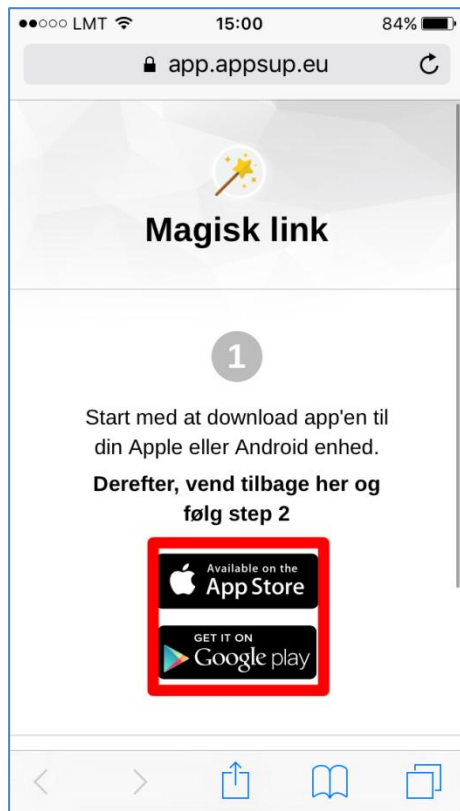 LMT 15:00 84%
app.appsup.eu
Magisk link
1
Start med at download app'en til
din Apple eller Android enhed.
Derefter, vend tilbage her og
følg step 2
Available on the
App Store
GET IT ON
Google play